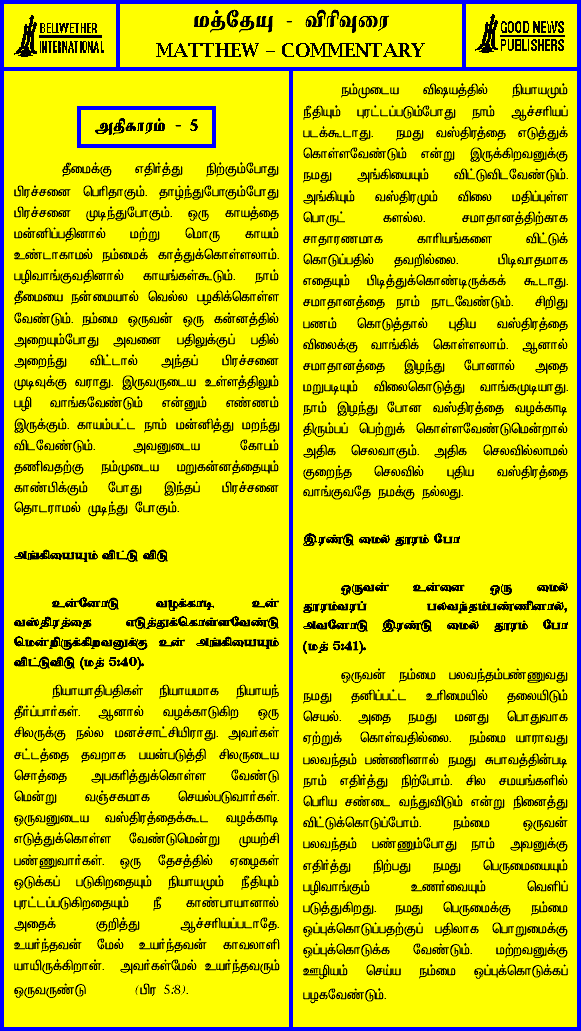 BELIWETHER
INTERNATIONAL
மத்தேயு - விரிவுரை
MATTHEW – COMMENTARY
GOOD NEWS
PUBLISHERS
அதிகாரம் - 5
தீமைக்கு எதிர்த்து நிற்கும்போது
பிரச்சனை பெரிதாகும். தாழ்ந்துபோகும்போது
பிரச்சனை முடிந்துபோகும். ஒரு காயத்தை
மன்னிப்பதினால் மற்று மொரு காயம்
உண்டாகாமல் நம்மைக் காத்துக்கொள்ளலாம்.
பழிவாங்குவதினால் காயங்கள்கூடும். நாம்
தீமையை நன்மையால் வெல்ல பழகிக்கொள்ள
வேண்டும். நம்மை ஒருவன் ஒரு கன்னத்தில்
அறையும்போது அவனை பதிலுக்குப் பதில்
அறைந்து விட்டால் அந்தப் பிரச்சனை
முடிவுக்கு வராது. இருவருடைய உள்ளத்திலும்
பழி வாங்கவேண்டும் என்னும் எண்ணம்
இருக்கும். காயம்பட்ட நாம் மன்னித்து மறந்து
விடவேண்டும். அவனுடைய கோபம்
தணிவதற்கு நம்முடைய மறுகன்னத்தையும்
காண்பிக்கும் போது இந்தப் பிரச்சனை
தொடராமல் முடிந்து போகும்.
அங்கியையும் விட்டு விடு
உன்னோடு வழக்காடி உன்
வஸ்திரத்தை எடுத்துக்கொள்ளவேண்டு
மென்றிருக்கிறவனுக்கு உன் அங்கியையும்
விட்டுவிடு (மத் 5:40).
நியாயாதிபதிகள் நியாயமாக நியாயந்
தீர்ப்பார்கள். ஆனால் வழக்காடுகிற ஒரு
சிலருக்கு நல்ல மனச்சாட்சியிராது. அவர்கள்
சட்டத்தை தவறாக பயன்படுத்தி சிலருடைய
சொத்தை அபகரித்துக்கொள்ள வேண்டு
மென்று வஞ்சகமாக செயல்படுவார்கள்.
ஒருவனுடைய வஸ்திரத்தைக்கூட வழக்காடி
எடுத்துக்கொள்ள வேண்டுமென்று முயற்சி
பண்ணுவார்கள். ஒரு தேசத்தில் ஏழைகள்
ஒடுக்கப் படுகிறதையும் நியாயமும் நீதியும்
புரட்டப்படுகிறதையும் நீ காண்பாயானால்
அதைக் குறித்து ஆச்சரியப்படாதே.
உயர்ந்தவன் மேல் உயர்ந்தவன் காவலாளி
யாயிருக்கிறான். அவர்கள்மேல் உயர்ந்தவரும்
ஒருவருண்டு (பிர 5:8).
நம்முடைய விஷயத்தில் நியாயமும்
நீதியும் புரட்டப்படும்போது நாம் ஆச்சரியப்
படக்கூடாது. நமது வஸ்திரத்தை எடுத்துக்
கொள்ளவேண்டும் என்று இருக்கிறவனுக்கு
நமது அங்கியையும் விட்டுவிடவேண்டும்.
அங்கியும் வஸ்திரமும் விலை மதிப்புள்ள
பொருட் களல்ல. சமாதானத்திற்காக
சாதாரணமாக காரியங்களை விட்டுக்
கொடுப்பதில் தவறில்லை. பிடிவாதமாக
எதையும் பிடித்துக்கொண்டிருக்கக் கூடாது.
சமாதானத்தை நாம் நாடவேண்டும். சிறிது
பணம் கொடுத்தால் புதிய வஸ்திரத்தை
விலைக்கு வாங்கிக் கொள்ளலாம். ஆனால்
சமாதானத்தை இழந்து போனால் அதை
மறுபடியும் விலைகொடுத்து வாங்கமுடியாது.
நாம் இழந்து போன வஸ்திரத்தை வழக்காடி
திரும்பப் பெற்றுக் கொள்ளவேண்டுமென்றால்
அதிக செலவாகும். அதிக செலவில்லாமல்
குறைந்த செலவில் புதிய வஸ்திரத்தை
வாங்குவதே நமக்கு நல்லது.
இரண்டு மைல் தூரம் போ
ஒருவன் உன்னை ஒரு மைல்
தூரம்வரப் பலவந்தம்பண்ணினால்,
அவனோடு இரண்டு மைல் தூரம் போ
(மத் 5:41).
ஒருவன் நம்மை பலவந்தம்பண்ணுவது
நமது தனிப்பட்ட உரிமையில் தலையிடும்
செயல். அதை நமது மனது பொதுவாக
ஏற்றுக் கொள்வதில்லை. நம்மை யாராவது
பலவந்தம் பண்ணினால் நமது சுபாவத்தின்படி
நாம் எதிர்த்து நிற்போம். சில சமயங்களில்
பெரிய சண்டை வந்துவிடும் என்று நினைத்து
விட்டுக்கொடுப்போம். நம்மை ஒருவன்
பலவந்தம் பண்ணும்போது நாம் அவனுக்கு
எதிர்த்து நிற்பது நமது பெருமையையும்
பழிவாங்கும் உணர்வையும் வெளிப்
படுத்துகிறது. நமது பெருமைக்கு நம்மை
ஒப்புக்கொடுப்பதற்குப் பதிலாக பொறுமைக்கு
ஒப்புக்கொடுக்க வேண்டும். மற்றவனுக்கு
ஊழியம் செய்ய நம்மை ஒப்புக்கொடுக்கப்
பழகவேண்டும்.